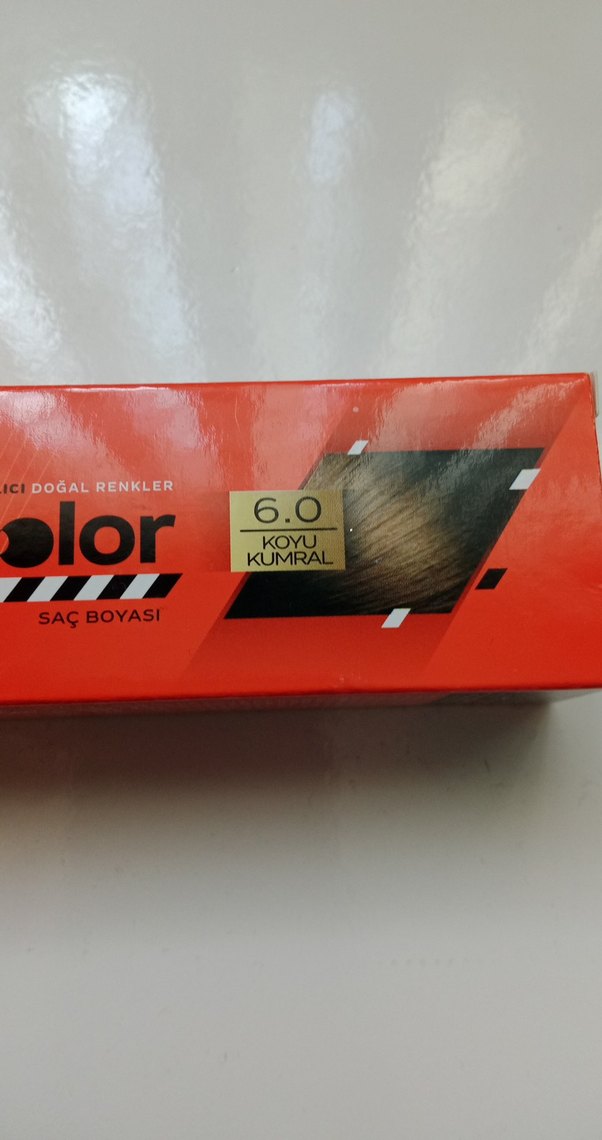 DOĞAL RENKLER
olor
SAÇ BOYASI
6.0
KOYU
KUMRAL